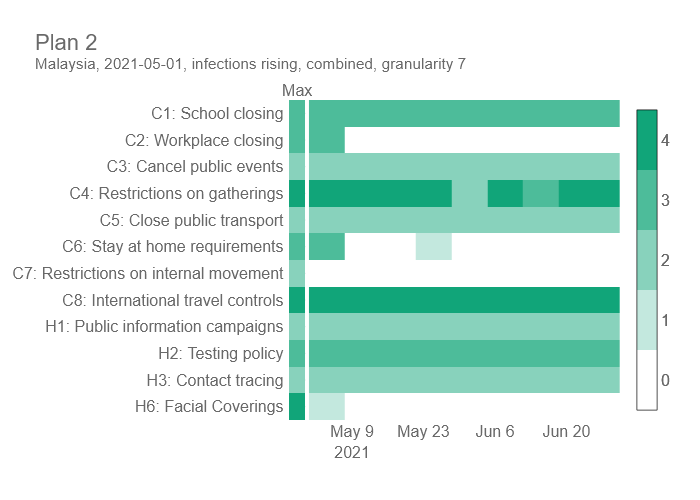 Plan 2
Malaysia, 2021-05-01, infections rising, combined, granularity 7
Max
C1: School closing
C2: Workplace closing
C3: Cancel public events
C4: Restrictions on gatherings
C5: Close public transport
C6: Stay at home requirements
C7: Restrictions on internal movement
C8: International travel controls
H1: Public information campaigns
H2: Testing policy
H3: Contact tracing
H6: Facial Coverings
May 9 May 23 Jun 6 Jun 20
2021
4
3
2
1
0